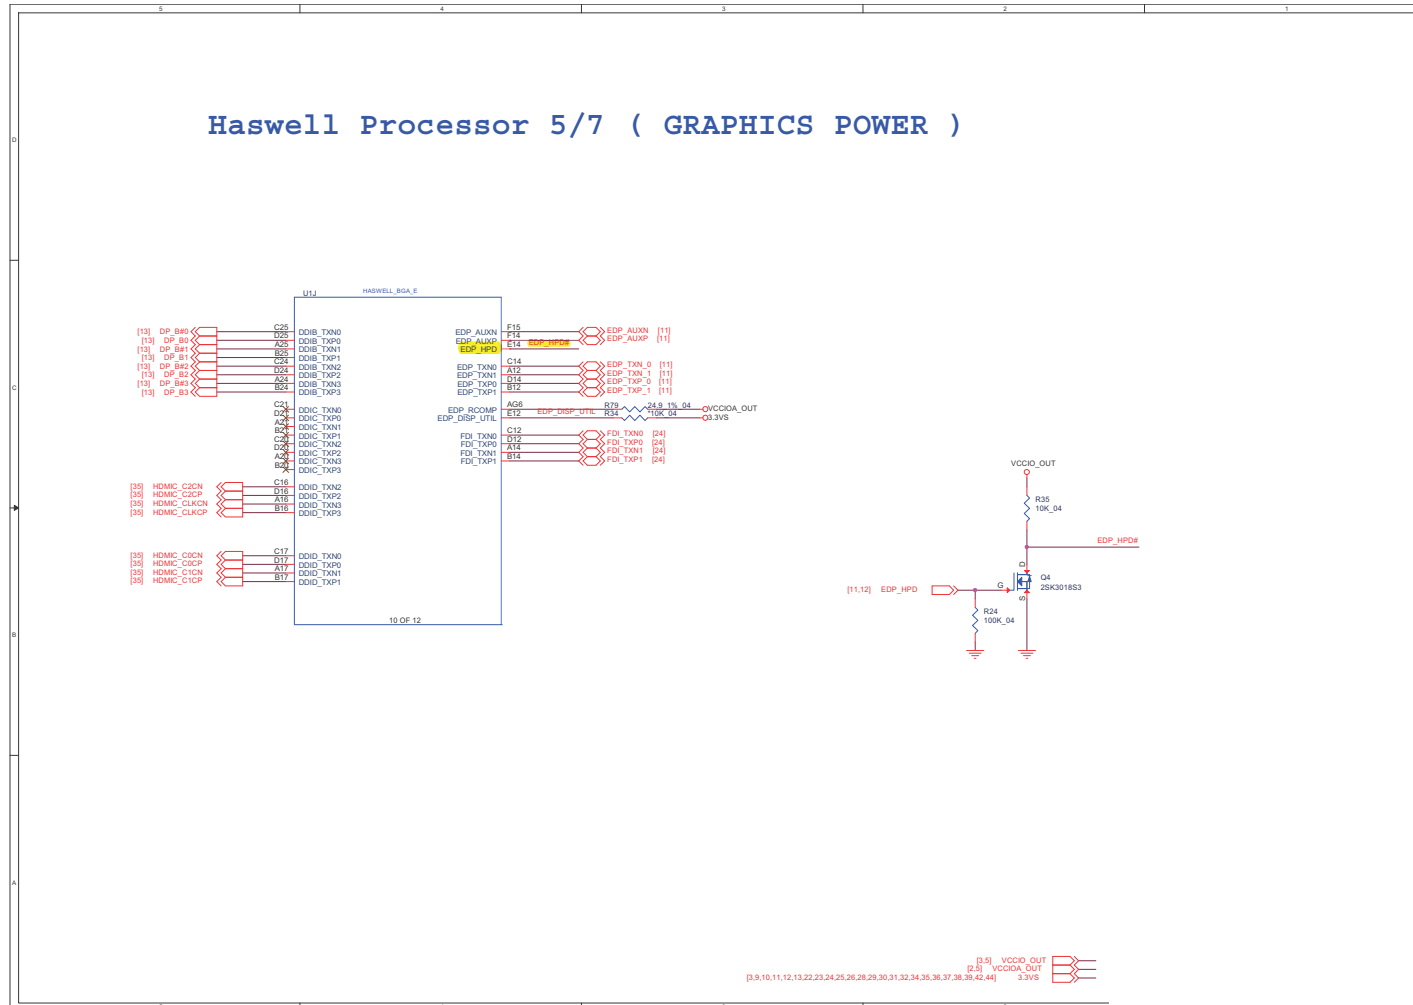 5 4 3 2 1
Haswell Processor 5/7 ( GRAPHICS POWER )
D
C
B
A
U1J HASWELL_BGA_E
[13] DP_B#0 C25 DDIB_TXN0
[13] DP_B0 D25 DDIB_TXP0
[13] DP_B#1 A25 DDIB_TXN1
[13] DP_B1 B25 DDIB_TXP1
[13] DP_B#2 C24 DDIB_TXN2
[13] DP_B2 D24 DDIB_TXP2
[13] DP_B#3 A24 DDIB_TXN3
[13] DP_B3 B24 DDIB_TXP3
DDIC_TXN0
DDIC_TXP0
DDIC_TXN1
DDIC_TXP1
DDIC_TXN2
DDIC_TXP2
DDIC_TXN3
DDIC_TXP3
[35] HDMIC_C2CN C16 DDID_TXN2
[35] HDMIC_C2CP D16 DDID_TXP2
[35] HDMIC_CLKCN A16 DDID_TXN3
[35] HDMIC_CLKCP B16 DDID_TXP3
[35] HDMIC_C0CN C17 DDID_TXN0
[35] HDMIC_C0CP D17 DDID_TXP0
[35] HDMIC_C1CN A17 DDID_TXN1
[35] HDMIC_C1CP B17 DDID_TXP1
EDP_AUXN F15 EDP_AUXN [11]
EDP_AUXP F14 EDP_AUXP [11]
EDP_HPD E14 EDP_HPD#
EDP_TXN0 C14 EDP_TXN_0 [11]
EDP_TXN1 A12 EDP_TXN_1 [11]
EDP_TXP0 D14 EDP_TXP_0 [11]
EDP_TXP1 B12 EDP_TXP_1 [11]
EDP_RCOMP AG6 R79 24.9_1%_04 VCCIOA_OUT
EDP_DISP_UTIL E12 EDP_DISP_UTIL R34 *10K_04 3.3VS
FDI_TXN0 C12 FDI_TXN0 [24]
FDI_TXP0 D12 FDI_TXP0 [24]
FDI_TXN1 A14 FDI_TXN1 [24]
FDI_TXP1 B14 FDI_TXP1 [24]
10 OF 12
VCCIO_OUT
R35
10K_04
EDP_HPD#
D
Q4
2SK3018S3
G
S
[11,12] EDP_HPD
R24
100K_04
[3,5] VCCIO_OUT
[2,5] VCCIOA_OUT
[3,9,10,11,12,13,22,23,24,25,26,28,29,30,31,32,34,35,36,37,38,39,42,44] 3.3VS